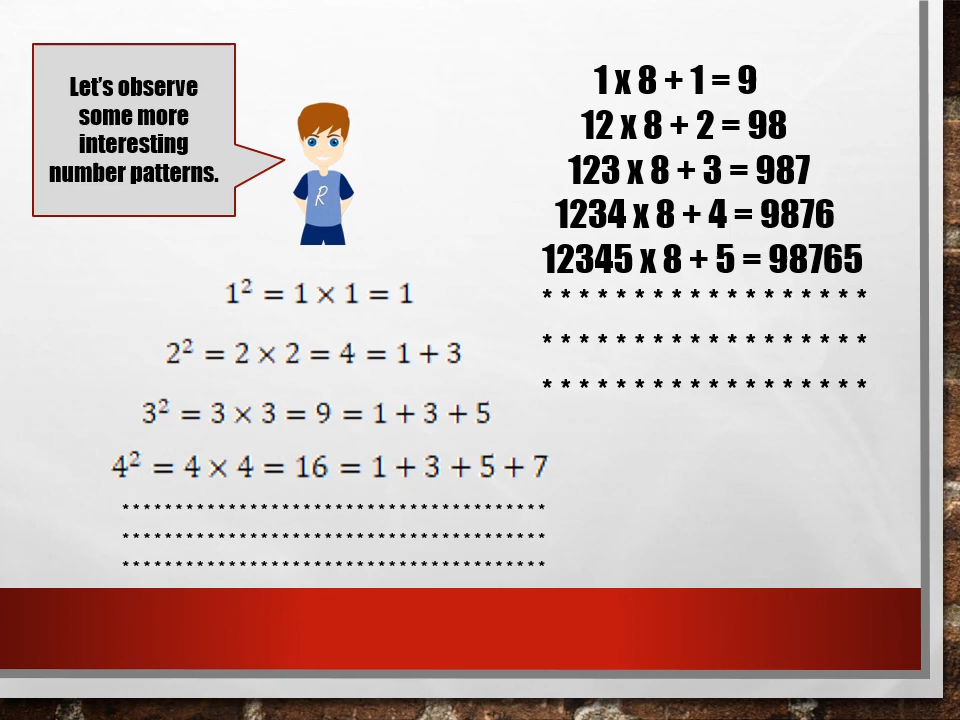 Let's observe
some more
interesting
number patterns.
R
1 x 8 + 1 = 9
12 x 8 + 2 = 98
123 x 8 + 3 = 987
1234 x 8 + 4 = 9876
12345 x 8 + 5 = 98765
* * * * * * * * * * * * * * * * * *
* * * * * * * * * * * * * * * * * *
* * * * * * * * * * * * * * * * * *
1² = 1 × 1 = 1
2² = 2 × 2 = 4 = 1 + 3
3² = 3 × 3 = 9 = 1 + 3 + 5
4² = 4 × 4 = 16 = 1 + 3 + 5 + 7
* * * * * * * * * * * * * * * * * * * * * * * * * * * * * * * * * * * * * * * *
* * * * * * * * * * * * * * * * * * * * * * * * * * * * * * * * * * * * * * * *
* * * * * * * * * * * * * * * * * * * * * * * * * * * * * * * * * * * * * * * *